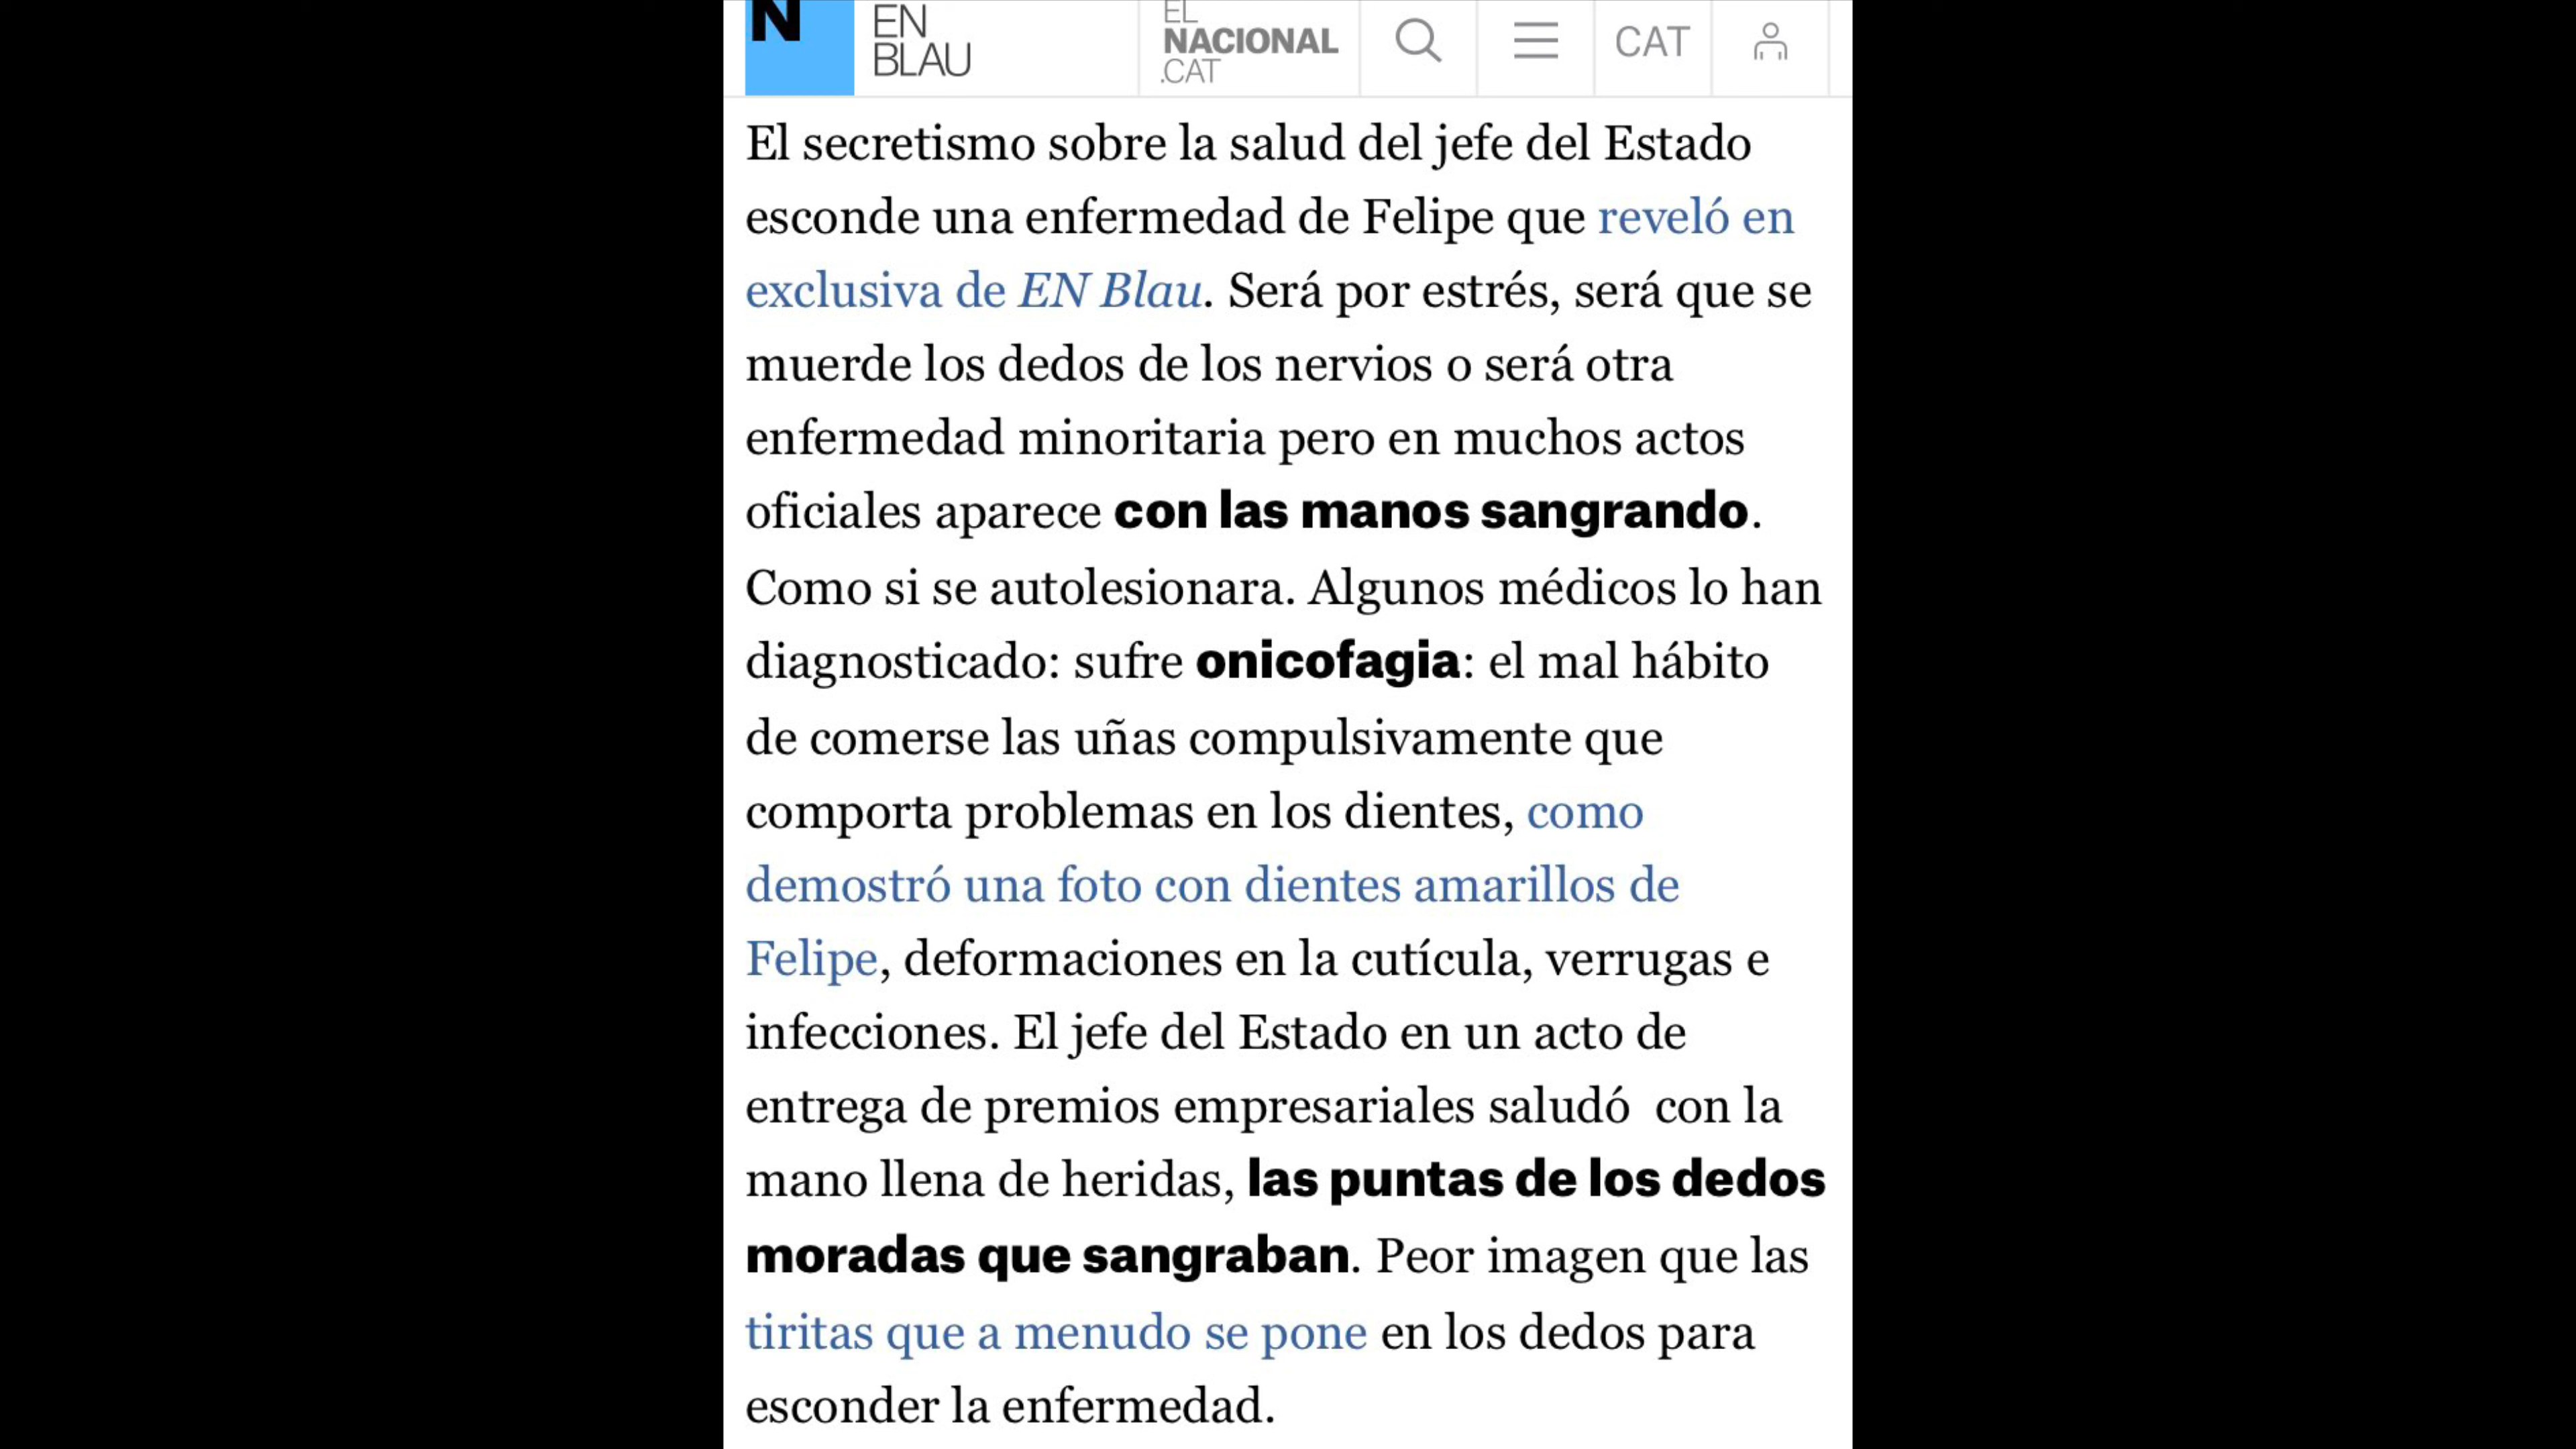 N
EN
BLAU
EL
NACIONAL
.CAT
CAT
El secretismo sobre la salud del jefe del Estado
esconde una enfermedad de Felipe que reveló en
exclusiva de EN Blau. Será por estrés, será que se
muerde los dedos de los nervios o será otra
enfermedad minoritaria pero en muchos actos
oficiales aparece con las manos sangrando.
Como si se autolesionara. Algunos médicos lo han
diagnosticado: sufre onicofagia: el mal hábito
de comerse las uñas compulsivamente que
comporta problemas en los dientes, como
demostró una foto con dientes amarillos de
Felipe, deformaciones en la cutícula, verrugas e
infecciones. El jefe del Estado en un acto de
entrega de premios empresariales saludó  con la
mano llena de heridas, las puntas de los dedos
moradas que sangraban. Peor imagen que las
tiritas que a menudo se pone en los dedos para
esconder la enfermedad.